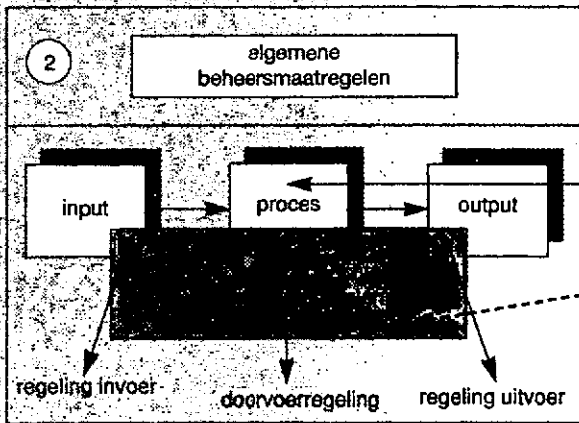 2
algemene
beheersmaatregelen
input
proces
output
regeling invoer
doorvoerregeling
regeling uitvoer